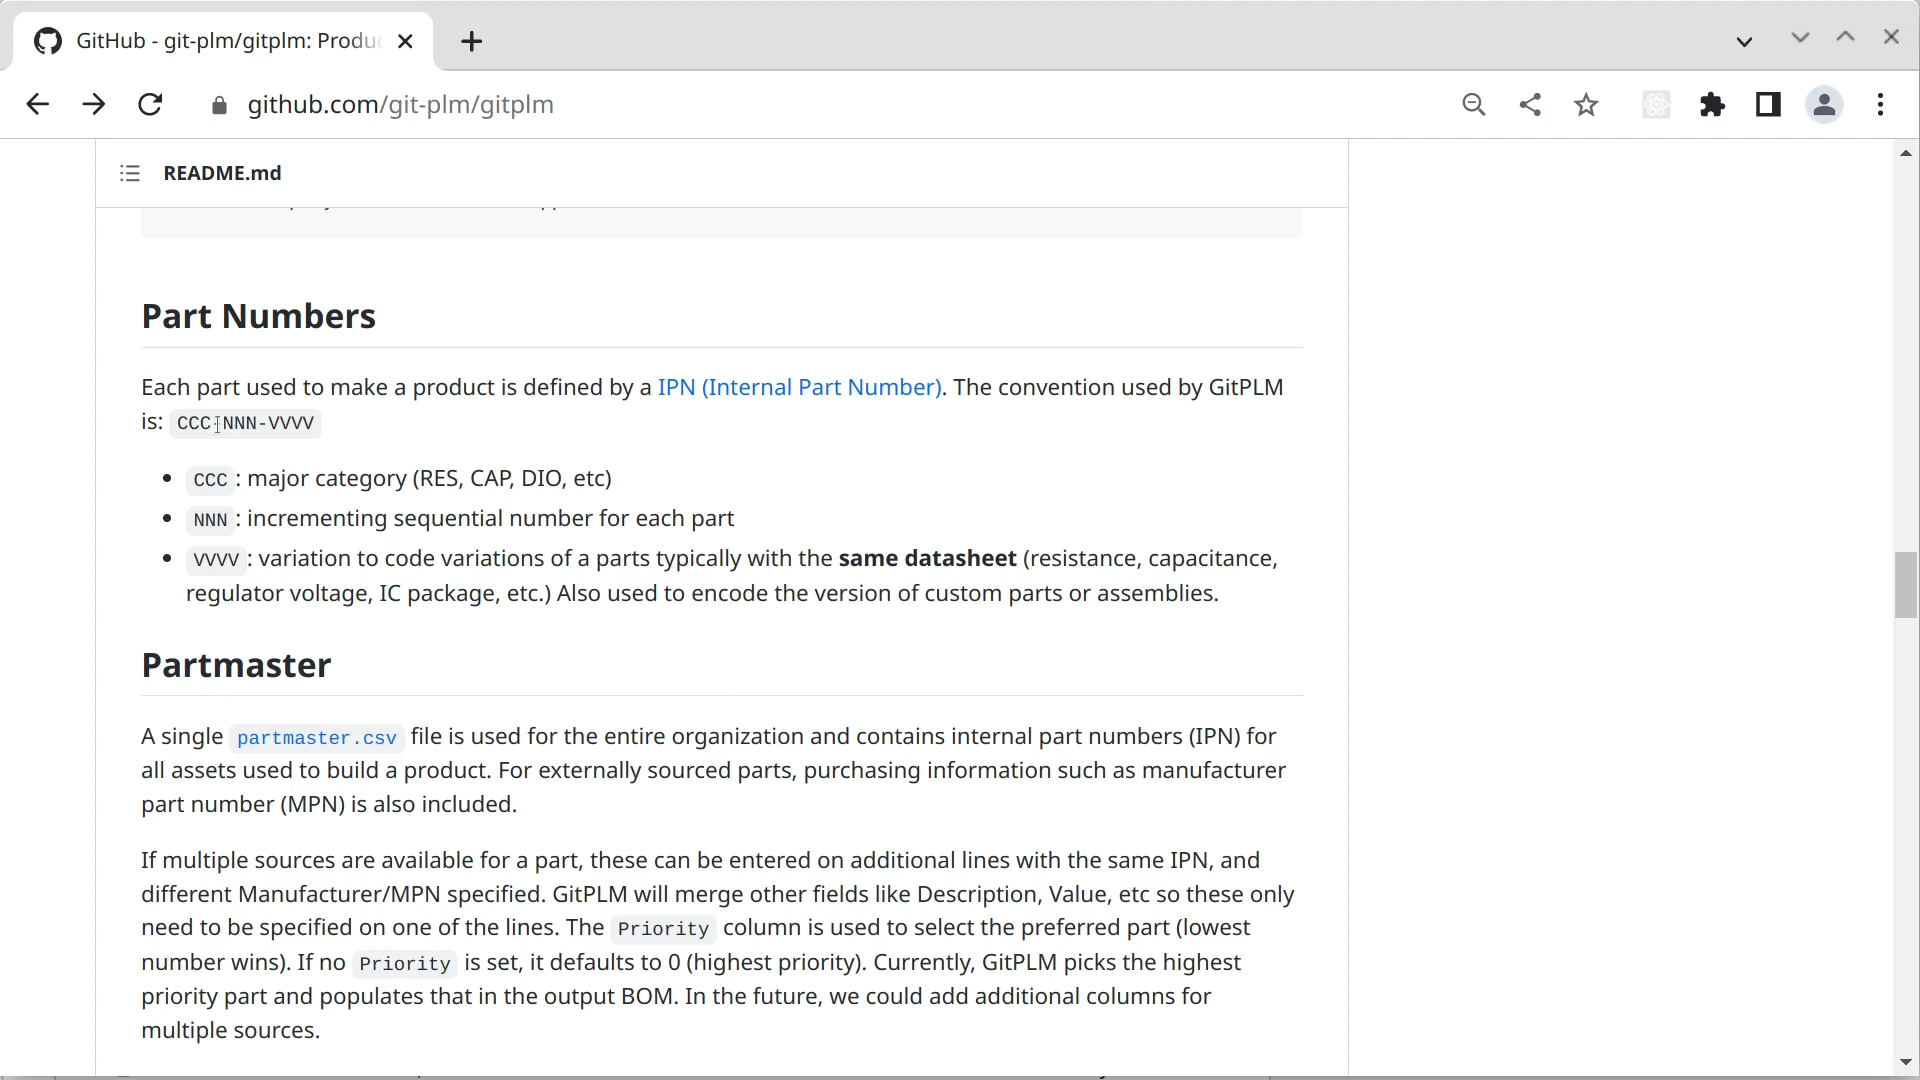 GitHub - git-plm/gitplm: Produc
github.com/git-plm/gitplm
README.md
Part Numbers
Each part used to make a product is defined by a IPN (Internal Part Number). The convention used by GitPLM
is: CCC-NNN-VVVV
• CCC: major category (RES, CAP, DIO, etc)
• NNN: incrementing sequential number for each part
• VVVV: variation to code variations of a parts typically with the same datasheet (resistance, capacitance,
regulator voltage, IC package, etc.) Also used to encode the version of custom parts or assemblies.
Partmaster
A single partmaster.csv file is used for the entire organization and contains internal part numbers (IPN) for
all assets used to build a product. For externally sourced parts, purchasing information such as manufacturer
part number (MPN) is also included.
If multiple sources are available for a part, these can be entered on additional lines with the same IPN, and
different Manufacturer/MPN specified. GitPLM will merge other fields like Description, Value, etc so these only
need to be specified on one of the lines. The Priority column is used to select the preferred part (lowest
number wins). If no Priority is set, it defaults to 0 (highest priority). Currently, GitPLM picks the highest
priority part and populates that in the output BOM. In the future, we could add additional columns for
multiple sources.